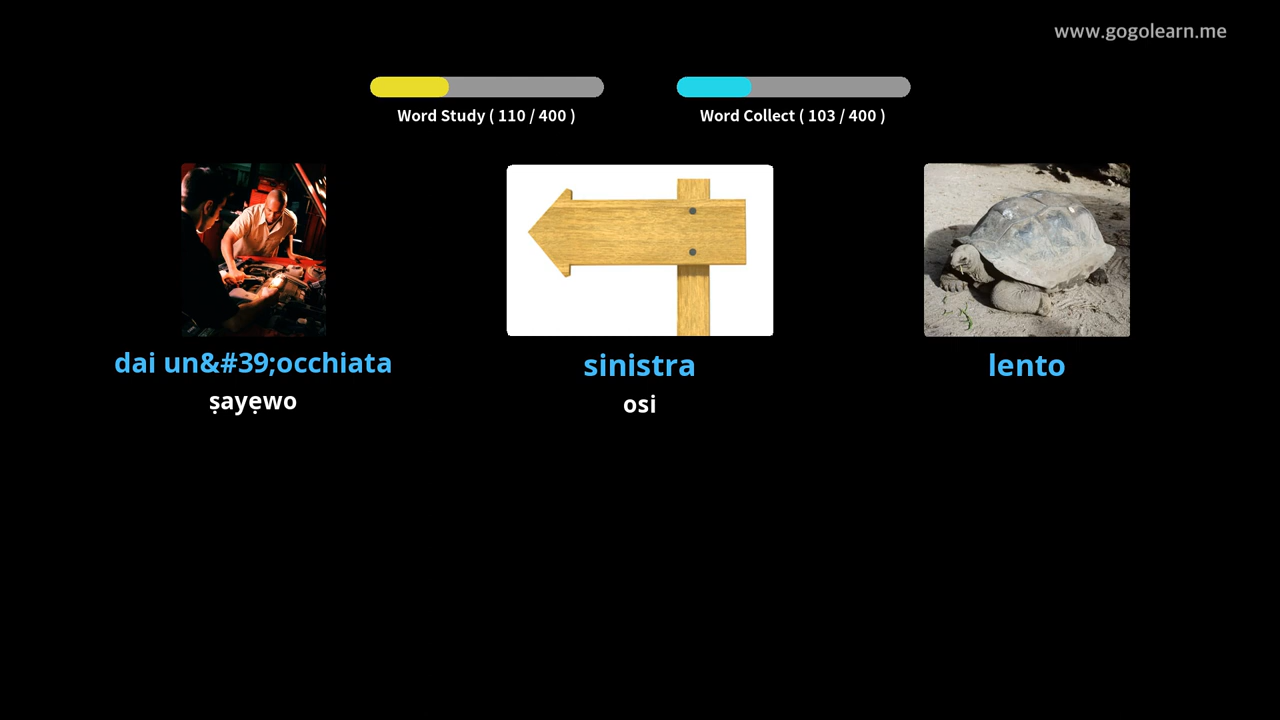 www.gogolearn.me
Word Study ( 110 / 400 )
Word Collect ( 103 / 400 )
dai un&#39;occhiata
ṣayẹwo
sinistra
osi
lento